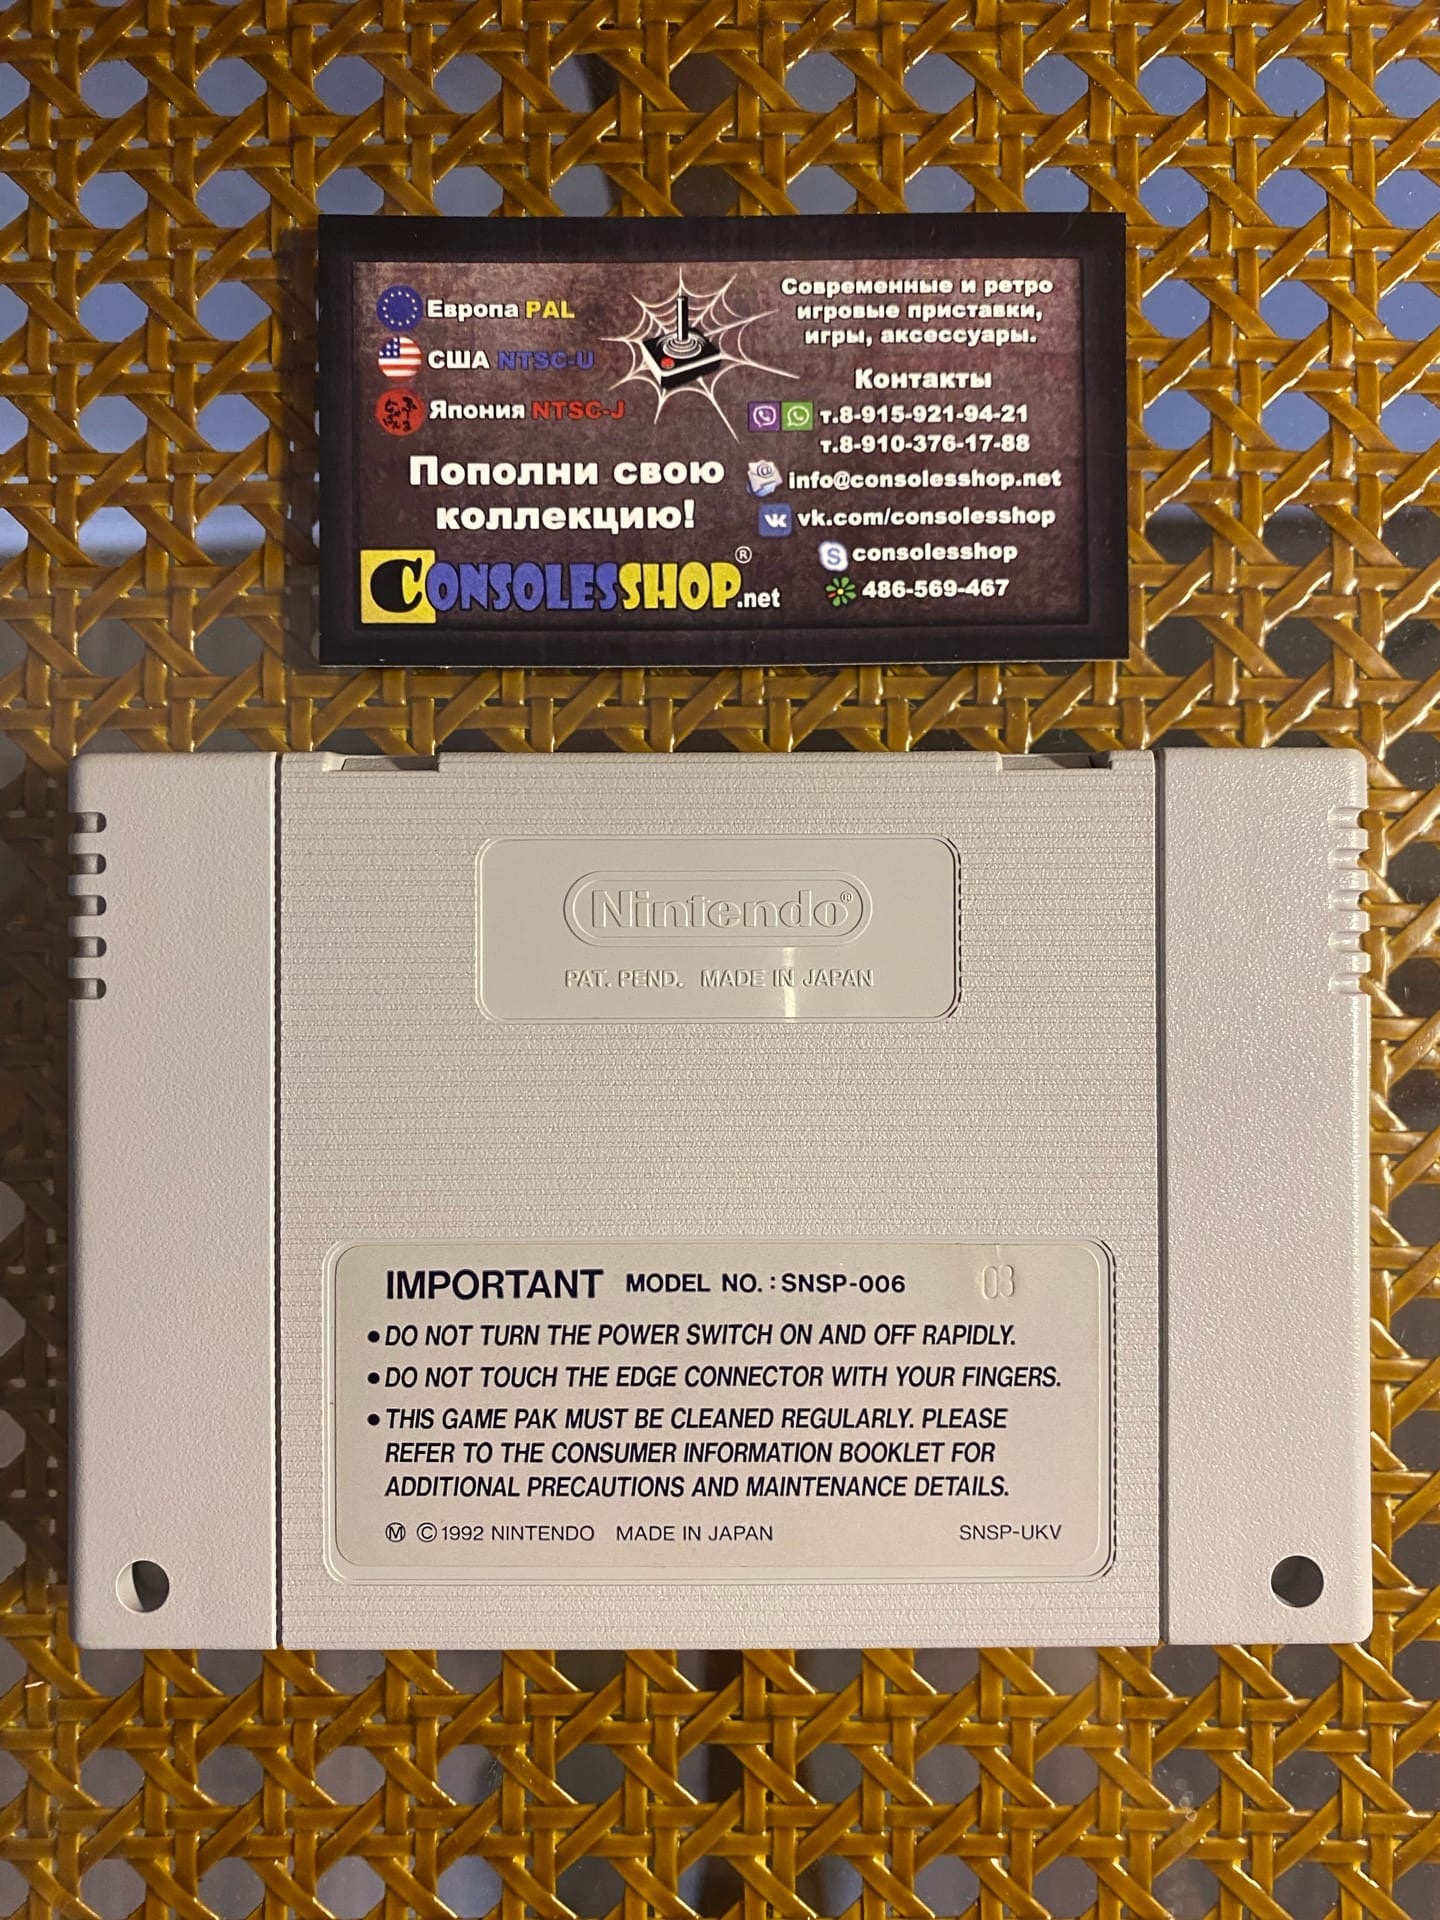 Европа PAL
США NTSC-U
Япония NTSC-J
Пополни свою
коллекцию!
CONSOLESSHOP.net ®
Современные и ретро
игровые приставки,
игры, аксессуары.
Контакты
т.8-915-921-94-21
т.8-910-376-17-88
info@consolesshop.net
vk.com/consolesshop
consolesshop
486-569-467
Nintendo®
PAT. PEND. MADE IN JAPAN
IMPORTANT MODEL NO.: SNSP-006 03
• DO NOT TURN THE POWER SWITCH ON AND OFF RAPIDLY.
• DO NOT TOUCH THE EDGE CONNECTOR WITH YOUR FINGERS.
• THIS GAME PAK MUST BE CLEANED REGULARLY. PLEASE
REFER TO THE CONSUMER INFORMATION BOOKLET FOR
ADDITIONAL PRECAUTIONS AND MAINTENANCE DETAILS.
Ⓜ ©1992 NINTENDO MADE IN JAPAN SNSP-UKV